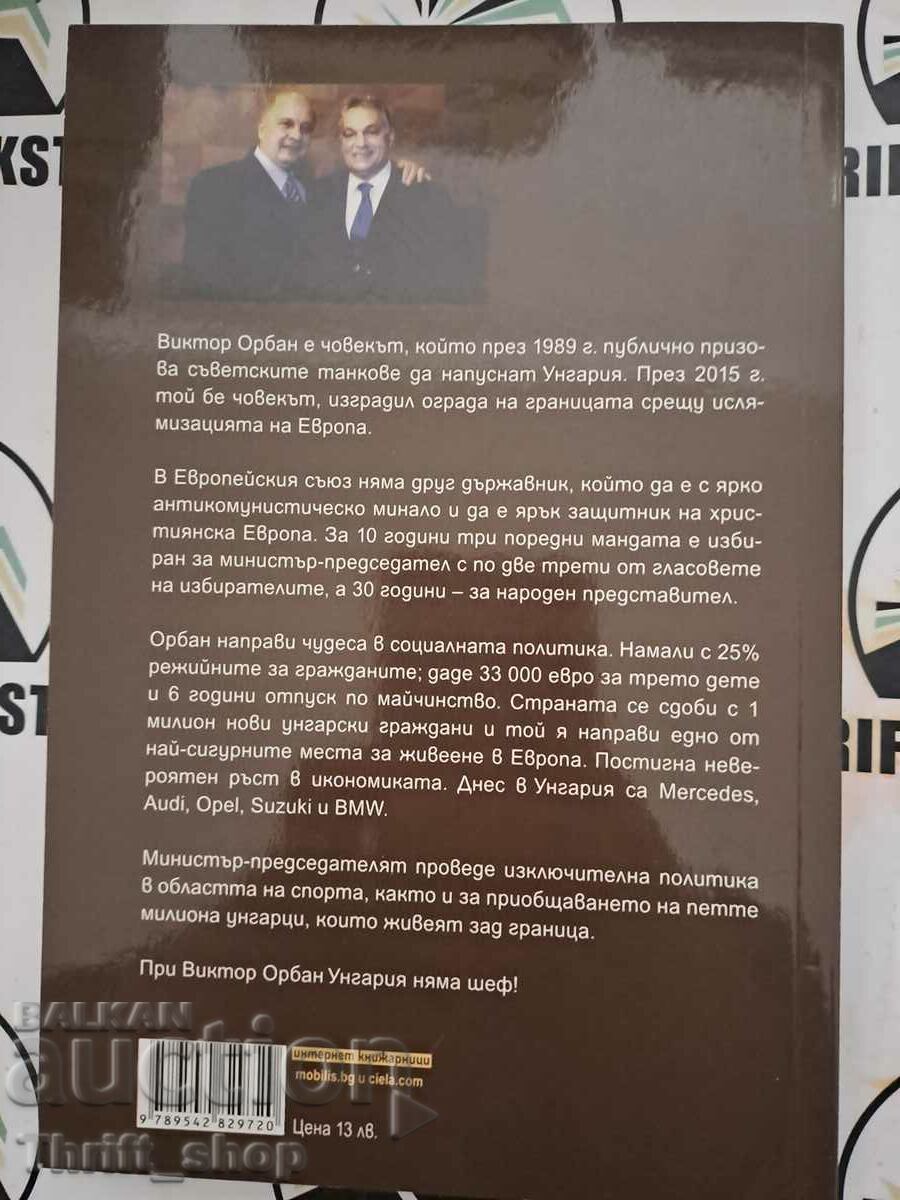 KST
RIF
Виктор Орбан е човекът, който през 1989 г. публично призо-
ва съветските танкове да напуснат Унгария. През 2015 г.
той бе човекът, изградил ограда на границата срещу исля-
мизацията на Европа.
В Европейския съюз няма друг държавник, който да е с ярко
антикомунистическо минало и да е ярък защитник на хрис-
тиянска Европа. За 10 години три поредни мандата е изби-
ран за министър-председател с по две трети от гласовете
на избирателите, а 30 години – за народен представител.
Орбан направи чудеса в социалната политика. Намали с 25%
режийните за гражданите; даде 33 000 евро за трето дете
и 6 години отпуск по майчинство. Страната се сдоби с 1
милион нови унгарски граждани и той я направи едно от
най-сигурните места за живеене в Европа. Постигна неве-
роятен ръст в икономиката. Днес в Унгария са Mercedes,
Audi, Opel, Suzuki и BMW.
ST
RIF
Министър-председателят проведе изключителна политика
в областта на спорта, както и за приобщаването на петте
милиона унгарци, които живеят зад граница.
При Виктор Орбан Унгария няма шеф!
BALKAN
auction
интернет книжарници
mobilis.bg и ciela.com
9 789542 829720
Цена 13 лв.
Thrift_shop